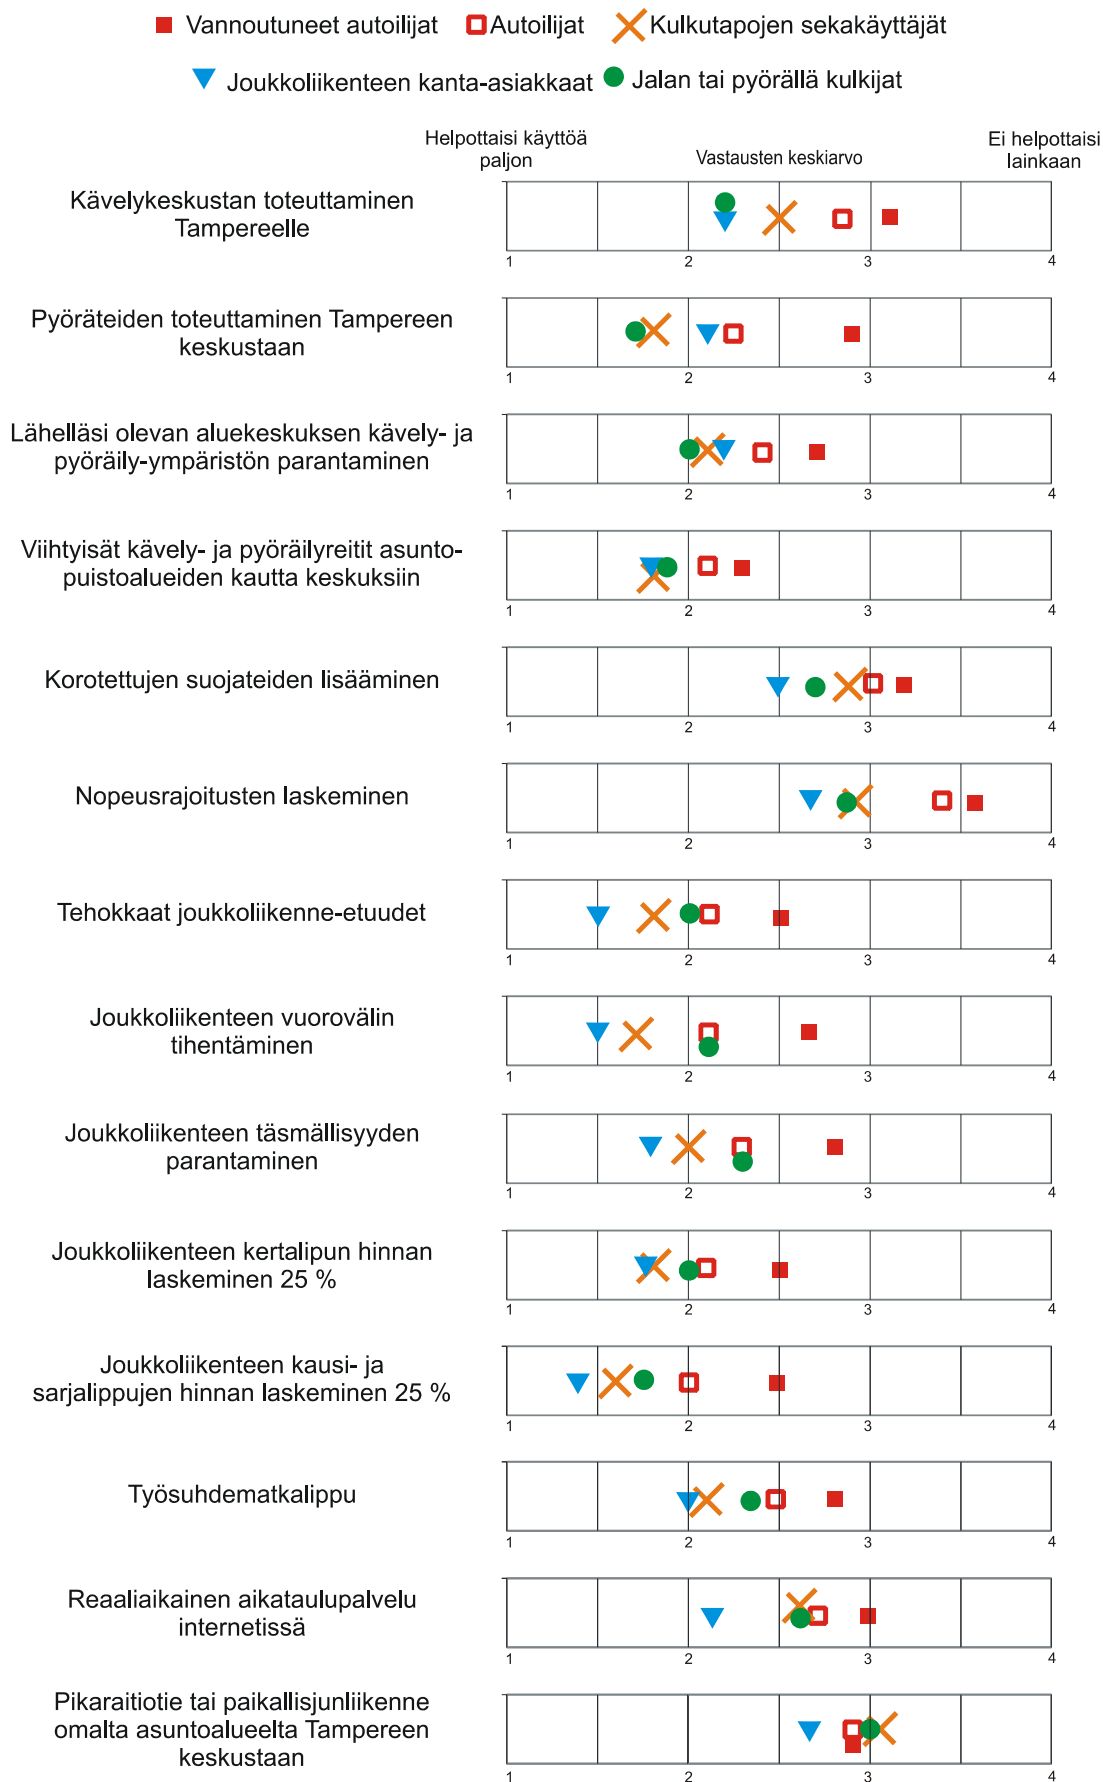 Vannoutuneet autoilijat Autoilijat Kulkutapojen sekakäyttäjät
Joukkoliikenteen kanta-asiakkaat Jalan tai pyörällä kulkijat
Helpottaisi käyttöä
paljon
Vastausten keskiarvo
Ei helpottaisi
lainkaan
Kävelykeskustan toteuttaminen
Tampereelle
1 2 3 4
Pyöräteiden toteuttaminen Tampereen
keskustaan
1 2 3 4
Lähelläsi olevan aluekeskuksen kävely- ja
pyöräily-ympäristön parantaminen
1 2 3 4
Viihtyisät kävely- ja pyöräilyreitit asunto-
puistoalueiden kautta keskuksiin
1 2 3 4
Korotettujen suojateiden lisääminen
1 2 3 4
Nopeusrajoitusten laskeminen
1 2 3 4
Tehokkaat joukkoliikenne-etuudet
1 2 3 4
Joukkoliikenteen vuorovälin
tihentäminen
1 2 3 4
Joukkoliikenteen täsmällisyyden
parantaminen
1 2 3 4
Joukkoliikenteen kertalipun hinnan
laskeminen 25 %
1 2 3 4
Joukkoliikenteen kausi- ja
sarjalippujen hinnan laskeminen 25 %
1 2 3 4
Työsuhdematkalippu
1 2 3 4
Reaaliaikainen aikataulupalvelu
internetissä
1 2 3 4
Pikaraitiotie tai paikallisjunliikenne
omalta asuntoalueelta Tampereen
keskustaan
1 2 3 4